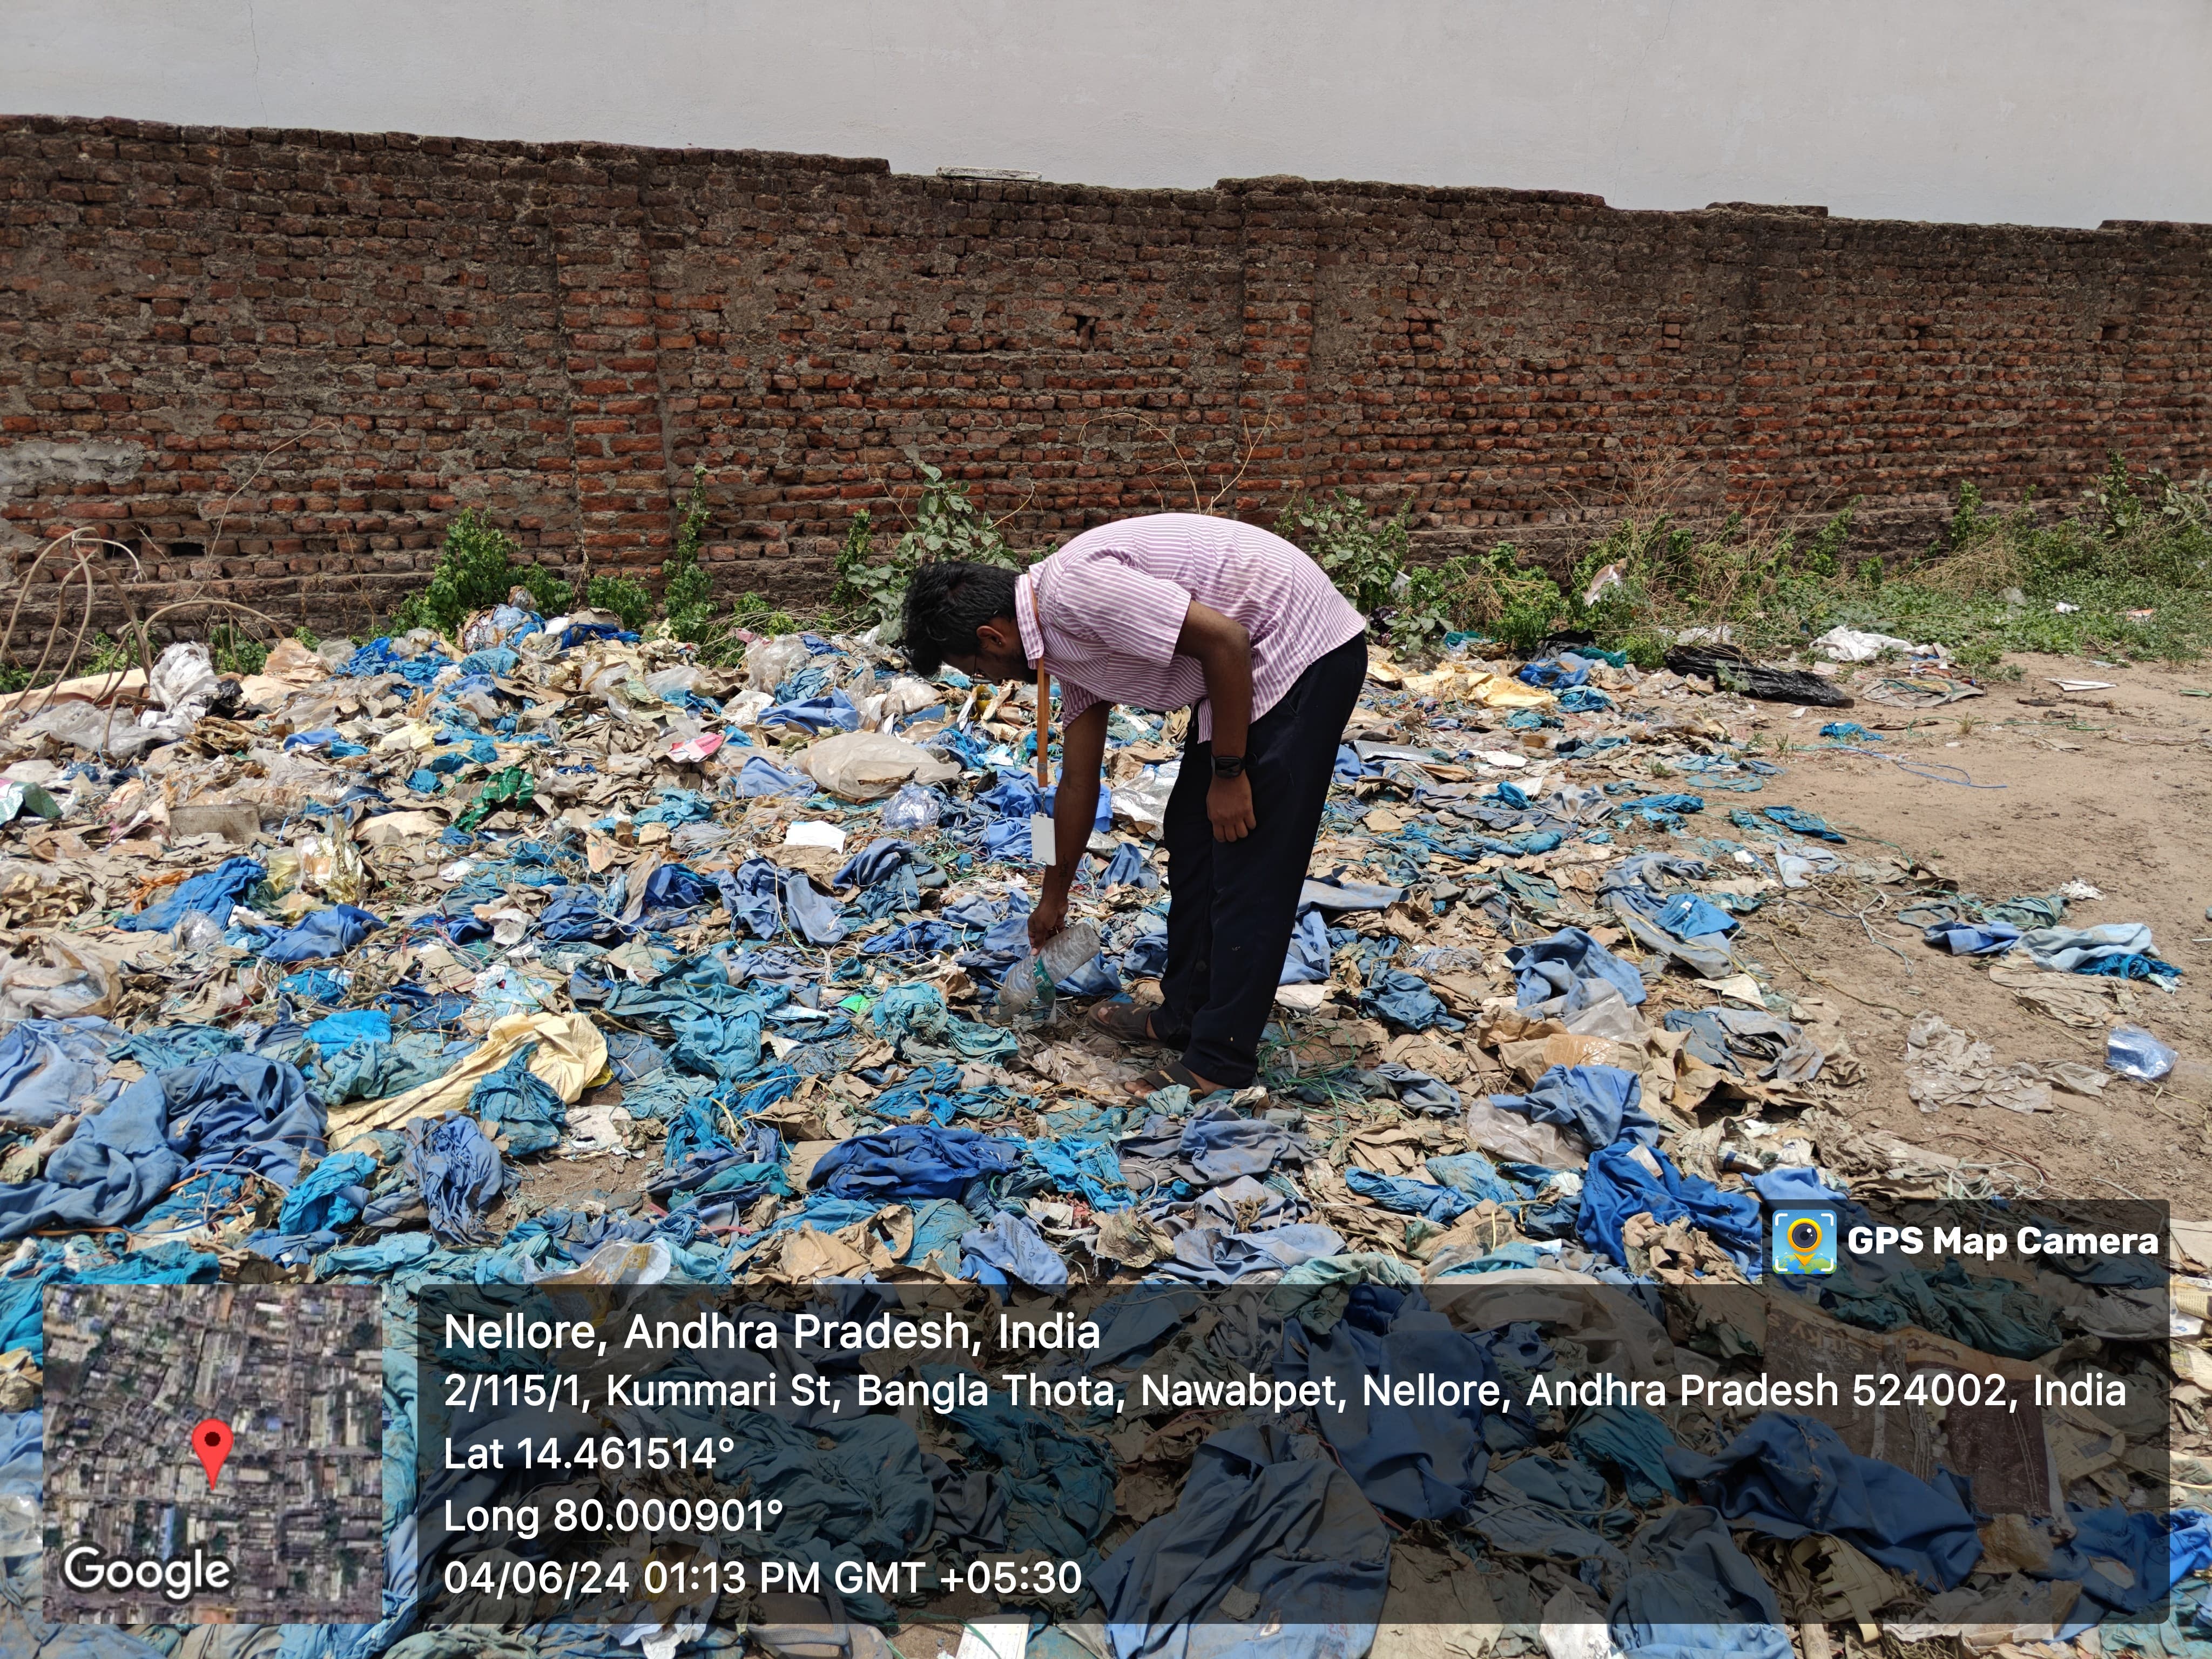 GPS Map Camera
Nellore, Andhra Pradesh, India
2/115/1, Kummari St, Bangla Thota, Nawabpet, Nellore, Andhra Pradesh 524002, India
Lat 14.461514°
Long 80.000901°
04/06/24 01:13 PM GMT +05:30
Google